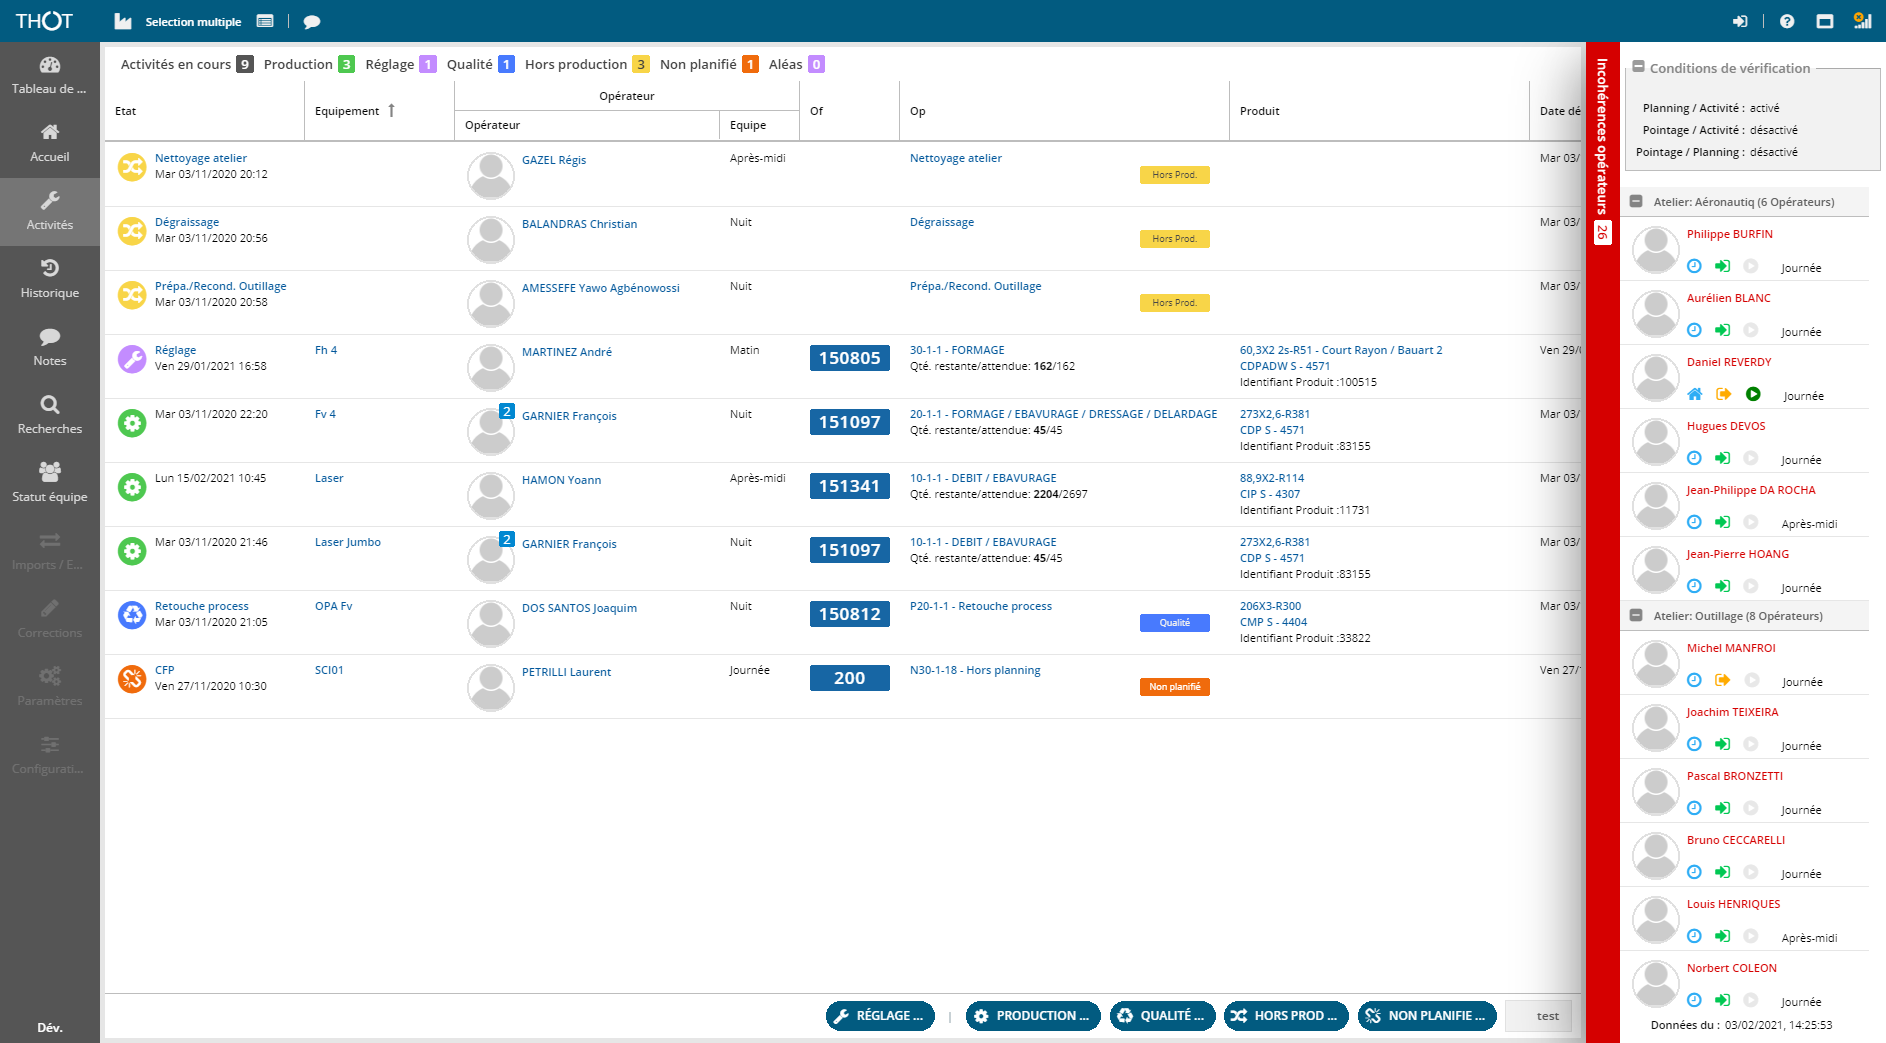 THOT
Selection multiple
Tableau de ...
Accueil
Activités
Historique
Notes
Recherches
Statut équipe
Imports / E...
Corrections
Paramètres
Configurati...
Dév.
Activités en cours 9 Production 3 Réglage 1 Qualité 1 Hors production 3 Non planifié 1 Aléas 0
Etat
Equipement
Opérateur
Opérateur
Equipe
Of
Op
Produit
Date dé
Nettoyage atelier
Mar 03/11/2020 20:12
GAZEL Régis
Après-midi
Nettoyage atelier
Hors Prod.
Mar 03/
Dégraissage
Mar 03/11/2020 20:56
BALANDRAS Christian
Nuit
Dégraissage
Hors Prod.
Mar 03/
Prépa./Recond. Outillage
Mar 03/11/2020 20:58
AMESSEFE Yawo Agbénowossi
Nuit
Prépa./Recond. Outillage
Hors Prod.
Mar 03/
Réglage
Ven 29/01/2021 16:58
Fh 4
MARTINEZ André
Matin
150805
30-1-1 - FORMAGE
Qté. restante/attendue: 162/162
60,3X2 2s-R51 - Court Rayon / Bauart 2
CDPADW S - 4571
Identifiant Produit :100515
Ven 29/
Mar 03/11/2020 22:20
Fv 4
2
GARNIER François
Nuit
151097
20-1-1 - FORMAGE / EBAVURAGE / DRESSAGE / DELARDAGE
Qté. restante/attendue: 45/45
273X2,6-R381
CDP S - 4571
Identifiant Produit :83155
Mar 03/
Lun 15/02/2021 10:45
Laser
HAMON Yoann
Après-midi
151341
10-1-1 - DEBIT / EBAVURAGE
Qté. restante/attendue: 2204/2697
88,9X2-R114
CIP S - 4307
Identifiant Produit :11731
Mar 03/
Mar 03/11/2020 21:46
Laser Jumbo
2
GARNIER François
Nuit
151097
10-1-1 - DEBIT / EBAVURAGE
Qté. restante/attendue: 45/45
273X2,6-R381
CDP S - 4571
Identifiant Produit :83155
Mar 03/
Retouche process
Mar 03/11/2020 21:05
OPA Fv
DOS SANTOS Joaquim
Nuit
150812
P20-1-1 - Retouche process
Qualité
206X3-R300
CMP S - 4404
Identifiant Produit :33822
Mar 03/
CFP
Ven 27/11/2020 10:30
SCI01
PETRILLI Laurent
Journée
200
N30-1-18 - Hors planning
Non planifié
Ven 27/
RÉGLAGE ...
PRODUCTION ...
QUALITÉ ...
HORS PROD ...
NON PLANIFIE ...
test
Incohérences opérateurs 26
Conditions de vérification
Planning / Activité : activé
Pointage / Activité : désactivé
Pointage / Planning : désactivé
Atelier: Aéronautiq (6 Opérateurs)
Philippe BURFIN
Journée
Aurélien BLANC
Journée
Daniel REVERDY
Journée
Hugues DEVOS
Journée
Jean-Philippe DA ROCHA
Après-midi
Jean-Pierre HOANG
Journée
Atelier: Outillage (8 Opérateurs)
Michel MANFROI
Journée
Joachim TEIXEIRA
Journée
Pascal BRONZETTI
Journée
Bruno CECCARELLI
Journée
Louis HENRIQUES
Après-midi
Norbert COLEON
Journée
Données du : 03/02/2021, 14:25:53